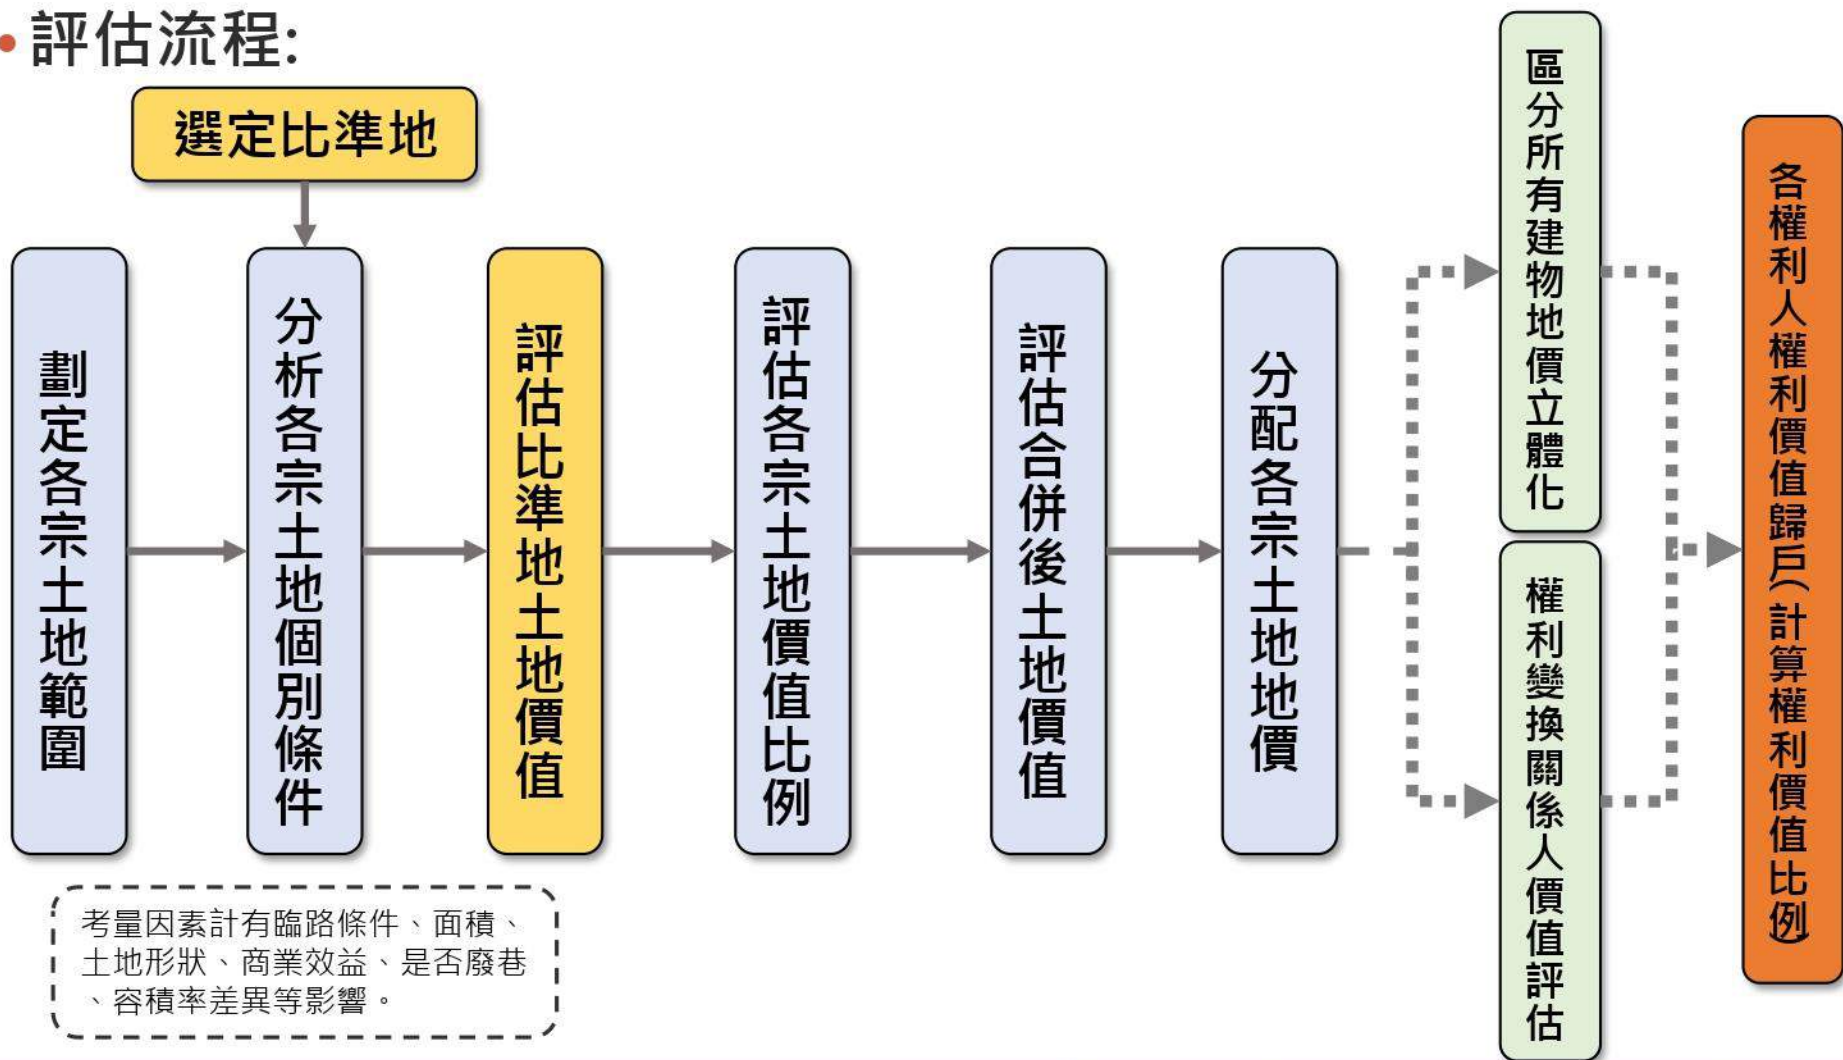 • 評估流程:
選定比準地
劃定各宗土地範圍
分析各宗土地個別條件
評估比準地土地價值
評估各宗土地價值比例
評估合併後土地價值
分配各宗土地地價
區分所有建物地價立體化
權利變換關係人價值評估
各權利人權利價值歸戶(計算權利價值比例)
考量因素計有臨路條件、面積、
土地形狀、商業效益、是否廢巷
、容積率差異等影響。